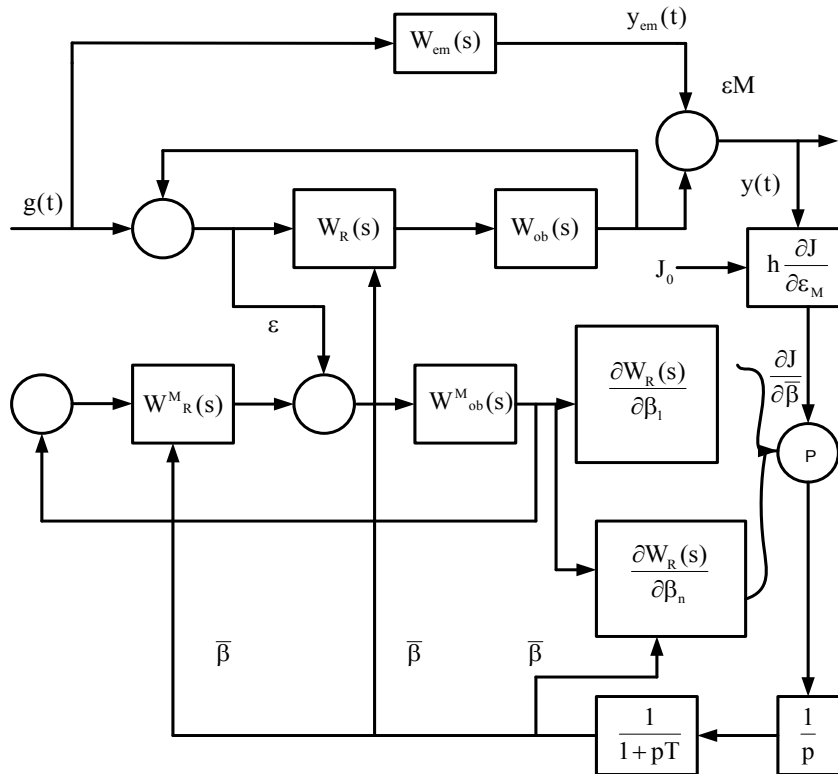 y_em(t)
W_em(s)
εM
g(t)
W_R(s)
W_ob(s)
y(t)
J_0
h ∂J/∂ε_M
ε
W^M_R(s)
W^M_ob(s)
∂W_R(s)/∂β_1
∂J/∂β̅
P
∂W_R(s)/∂β_n
β̅
β̅
β̅
1/(1+pT)
1/p